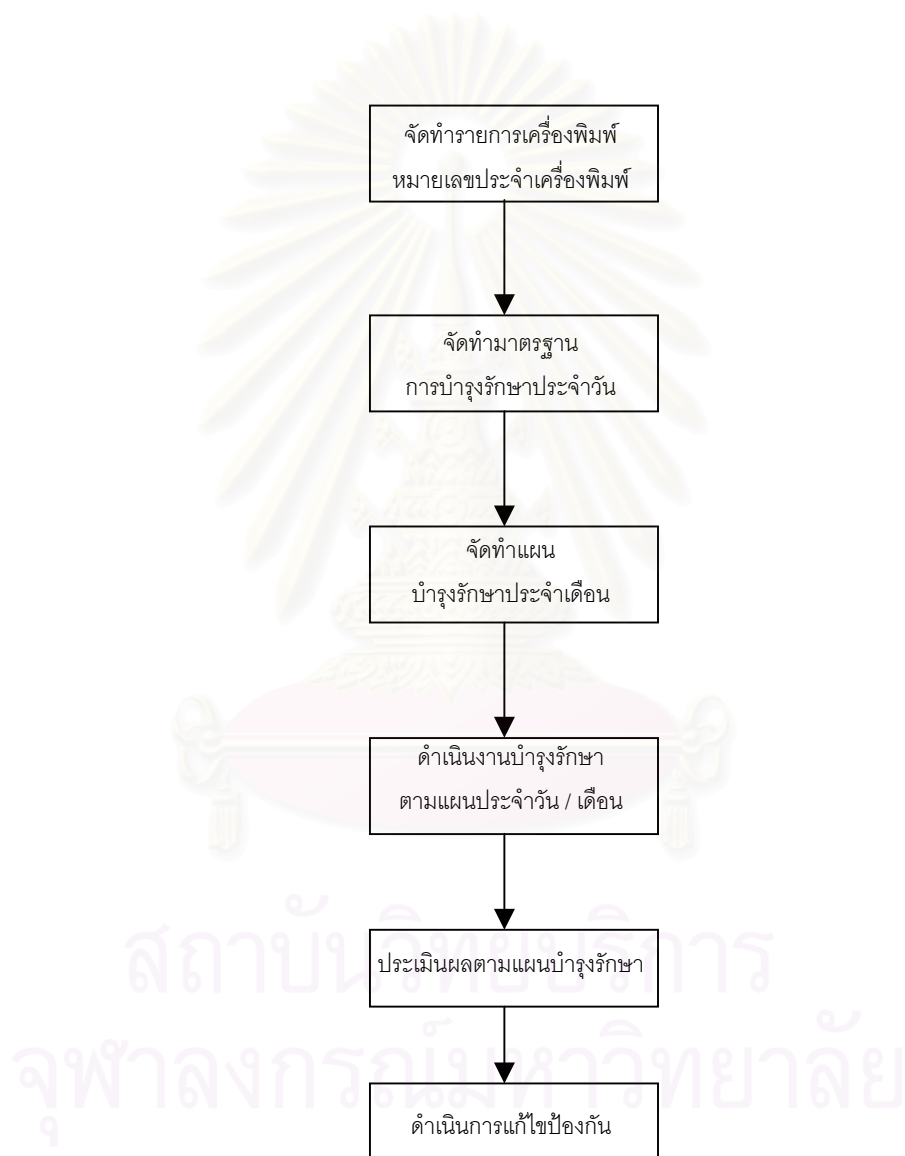 จัดทำรายการเครื่องพิมพ์
หมายเลขประจำเครื่องพิมพ์
จัดทำมาตรฐาน
การบำรุงรักษาประจำวัน
จัดทำแผน
บำรุงรักษาประจำเดือน
ดำเนินงานบำรุงรักษา
ตามแผนประจำวัน / เดือน
ประเมินผลตามแผนบำรุงรักษา
ดำเนินการแก้ไขป้องกัน
สถาบันวิทยบริการ
จุฬาลงกรณ์มหาวิทยาลัย